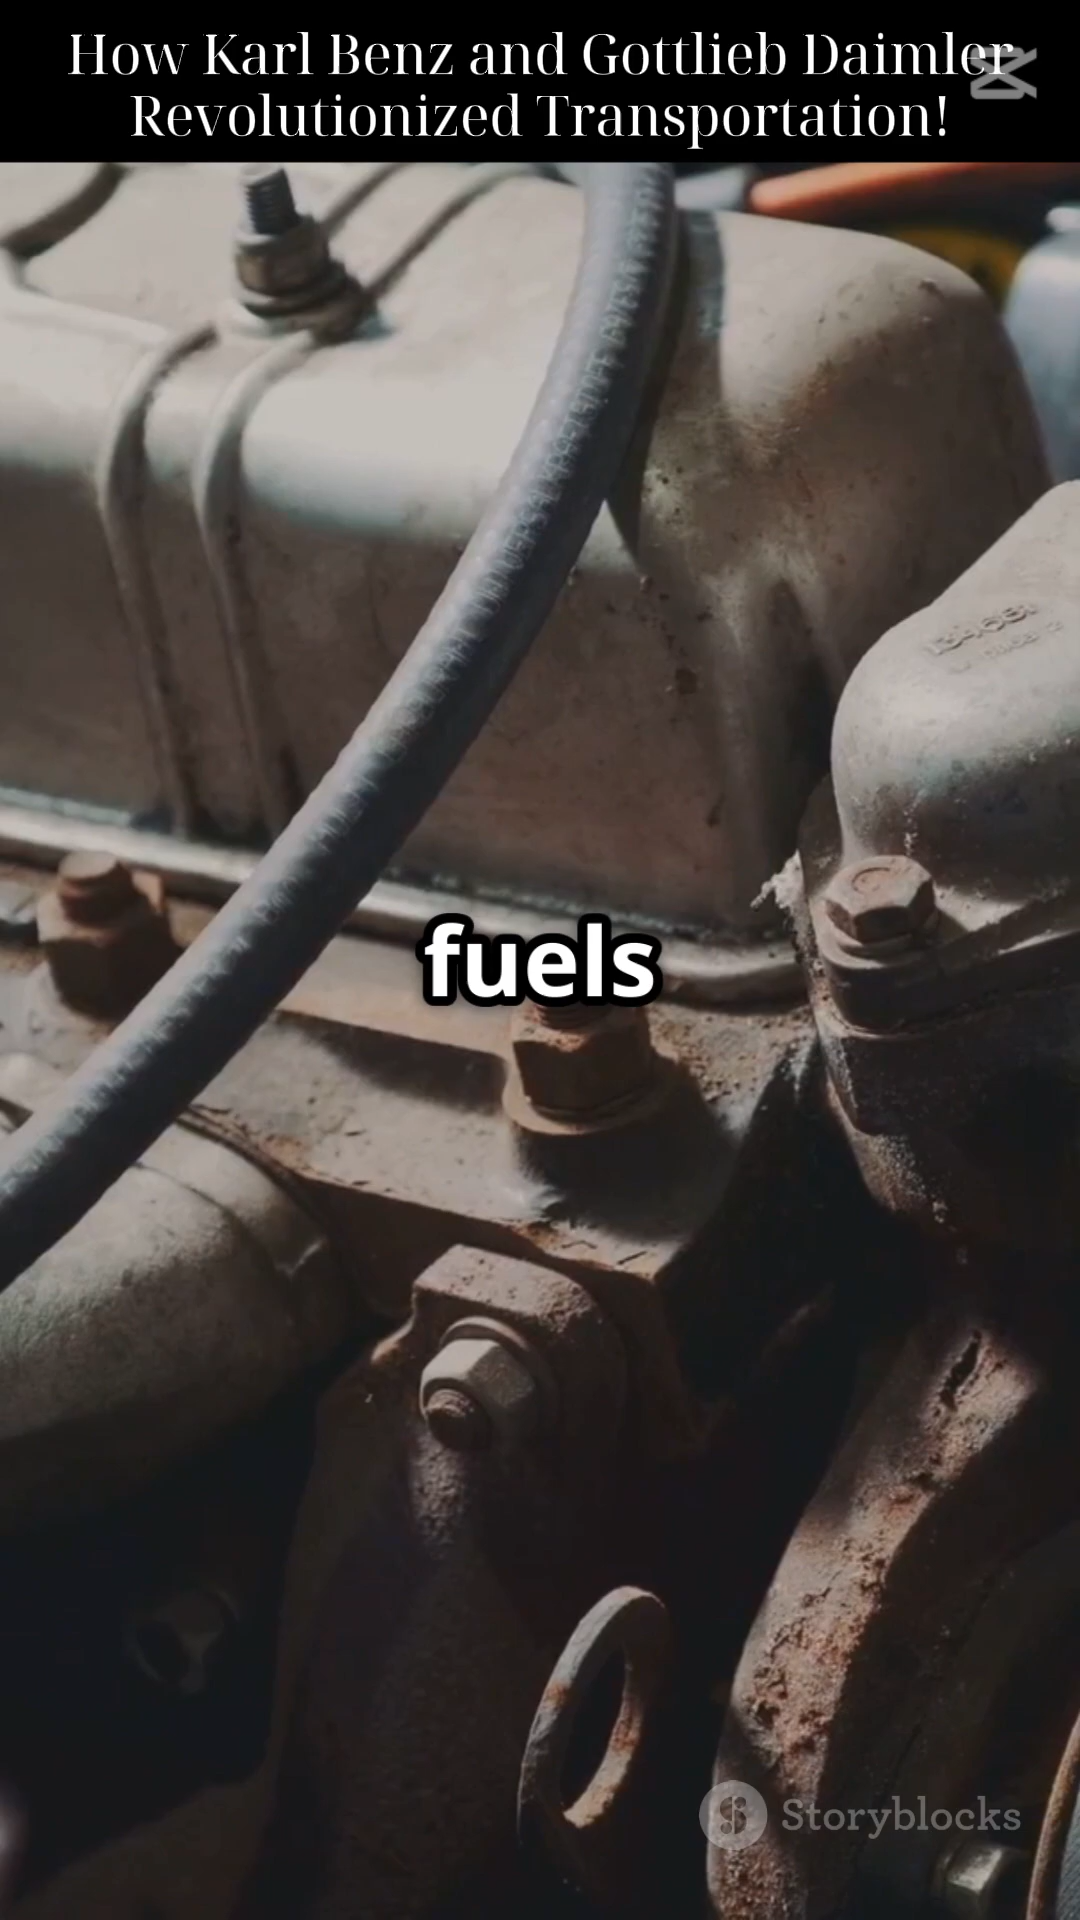 How Karl Benz and Gottlieb Daimler
Revolutionized Transportation!
fuels
Storyblocks